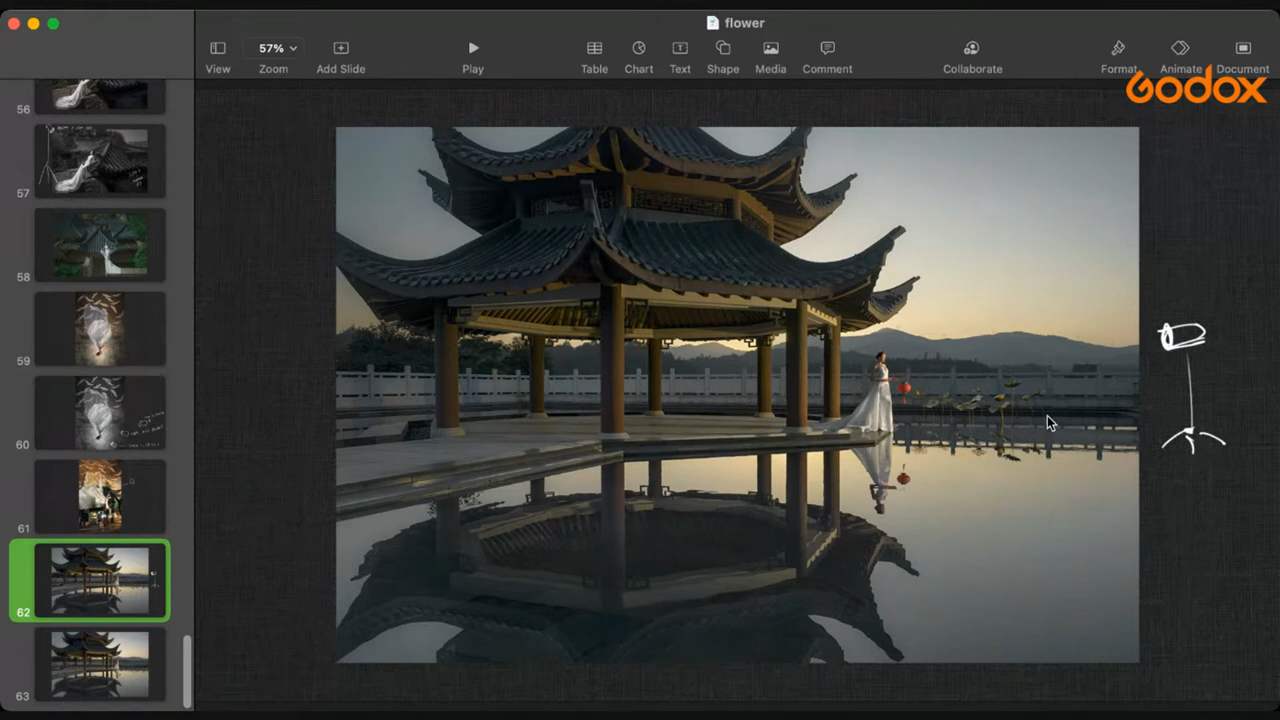 flower
57%
View
Zoom
Add Slide
Play
Table
Chart
Text
Shape
Media
Comment
Collaborate
Format
Animate
Document
Godox
56
57
58
59
60
61
62
63